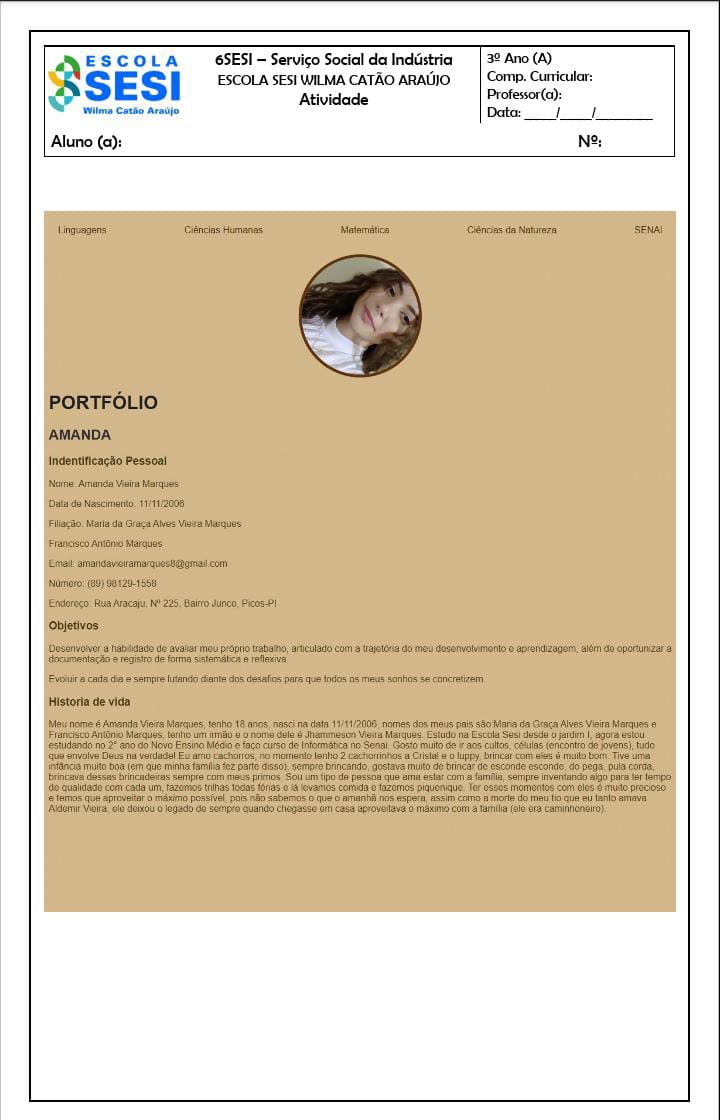 ESCOLA
SESI
Wilma Catão Araújo
6SESI – Serviço Social da Indústria
ESCOLA SESI WILMA CATÃO ARAÚJO
Atividade
3º Ano (A)
Comp. Curricular:
Professor(a):
Data: ____/____/_______
Aluno (a):
Nº:
Linguagens
Ciências Humanas
Matemática
Ciências da Natureza
SENAI
PORTFÓLIO
AMANDA
Indentificação Pessoal
Nome: Amanda Vieira Marques
Data de Nascimento: 11/11/2006
Filiação: Maria da Graça Alves Vieira Marques
Francisco Antônio Marques
Email: amandavieiramarques8@gmail.com
Número: (89) 98129-1558
Endereço: Rua Aracaju, Nº 225, Bairro Junco, Picos-PI
Objetivos
Desenvolver a habilidade de avaliar meu próprio trabalho, articulado com a trajetória do meu desenvolvimento e aprendizagem, além de oportunizar a
documentação e registro de forma sistemática e reflexiva.
Evoluir a cada dia e sempre lutando diante dos desafios para que todos os meus sonhos se concretizem.
Historia de vida
Meu nome é Amanda Vieira Marques, tenho 18 anos, nasci na data 11/11/2006, nomes dos meus pais são:Maria da Graça Alves Vieira Marques e
Francisco Antônio Marques, tenho um irmão e o nome dele é Jhammeson Vieira Marques. Estudo na Escola Sesi desde o jardim I, agora estou
estudando no 2° ano do Novo Ensino Médio e faço curso de Informática no Senai. Gosto muito de ir aos cultos, células (encontro de jovens), tudo
que envolve Deus na verdade! Eu amo cachorros, no momento tenho 2 cachorrinhos a Cristal e o luppy, brincar com eles é muito bom. Tive uma
infância muito boa (em que minha família fez parte disso), sempre brincando, gostava muito de brincar de esconde esconde, do pega, pula corda,
brincava dessas brincadeiras sempre com meus primos. Sou um tipo de pessoa que ama estar com a família, sempre inventando algo para ter tempo
de qualidade com cada um, fazemos trilhas todas férias e lá levamos comida e fazemos piquenique. Ter esses momentos com eles é muito precioso
e temos que aproveitar o máximo possível, pois não sabemos o que o amanhã nos espera, assim como a morte do meu tio que eu tanto amava
Aldemir Vieira, ele deixou o legado de sempre quando chegasse em casa aproveitava o máximo com a família (ele era caminhoneiro).